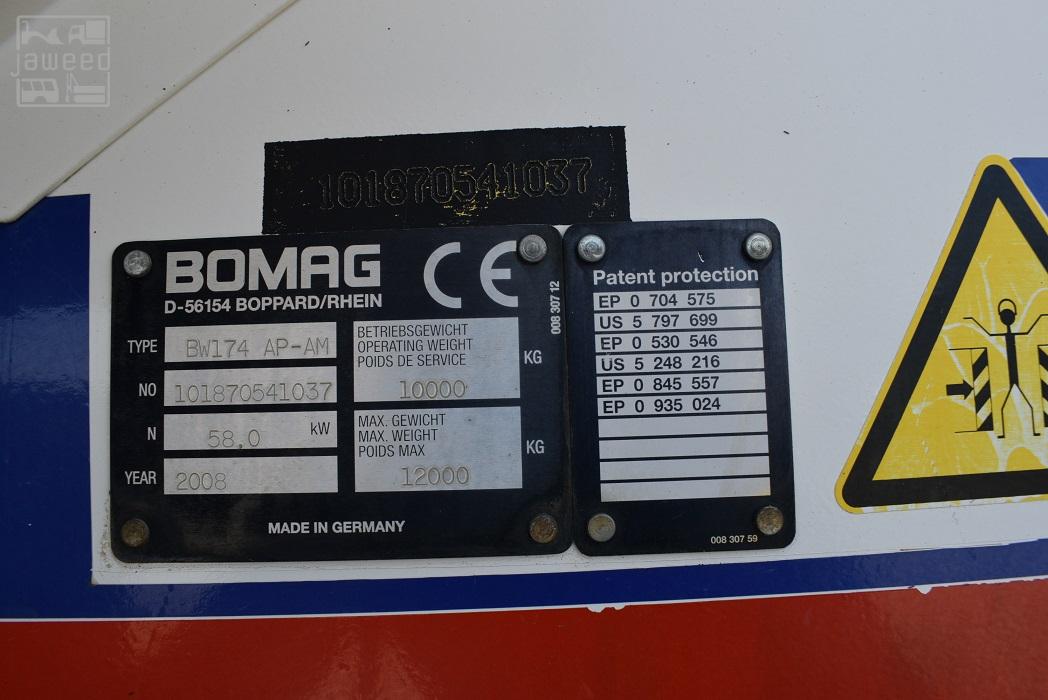 jaweed
101870541037
BOMAG
CE
D-56154 BOPPARD/RHEIN
TYPE
BW174 AP-AM
NO
101870541037
N
58,0
kW
YEAR
2008
BETRIEBSGEWICHT
OPERATING WEIGHT
POIDS DE SERVICE
10000
KG
MAX. GEWICHT
MAX. WEIGHT
POIDS MAX
12000
KG
MADE IN GERMANY
008 307 12
Patent protection
EP 0 704 575
US 5 797 699
EP 0 530 546
US 5 248 216
EP 0 845 557
EP 0 935 024
008 307 59